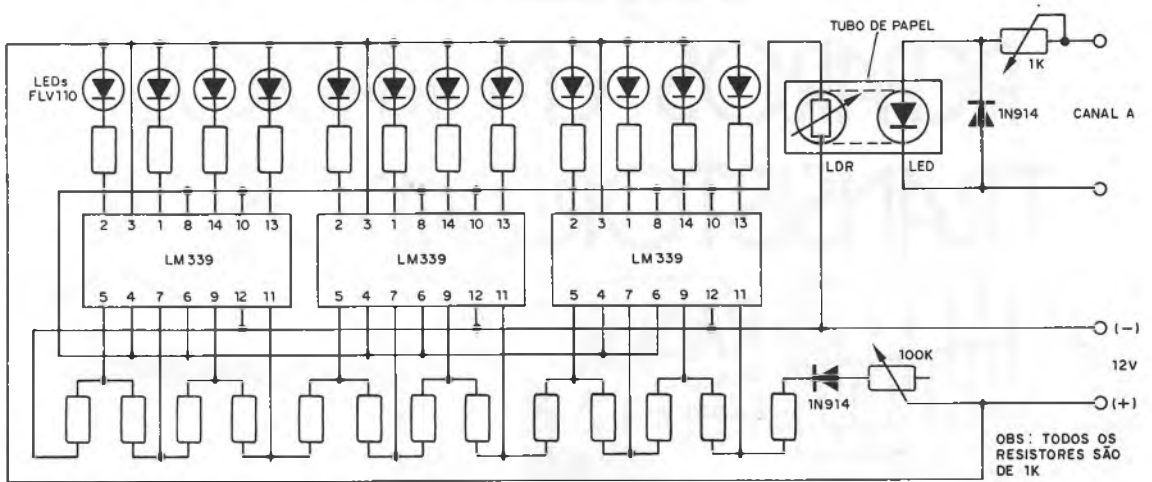 TUBO DE PAPEL
1K
LEDs
FLV110
1N914
CANAL A
LDR
LED
2 3 1 8 14 10 13
2 3 1 8 14 10 13
2 3 1 8 14 10 13
LM339
LM339
LM339
5 4 7 6 9 12 11
5 4 7 6 9 12 11
5 4 7 6 9 12 11
(-)
100K
12V
1N914
(+)
OBS: TODOS OS
RESISTORES SÃO
DE 1K